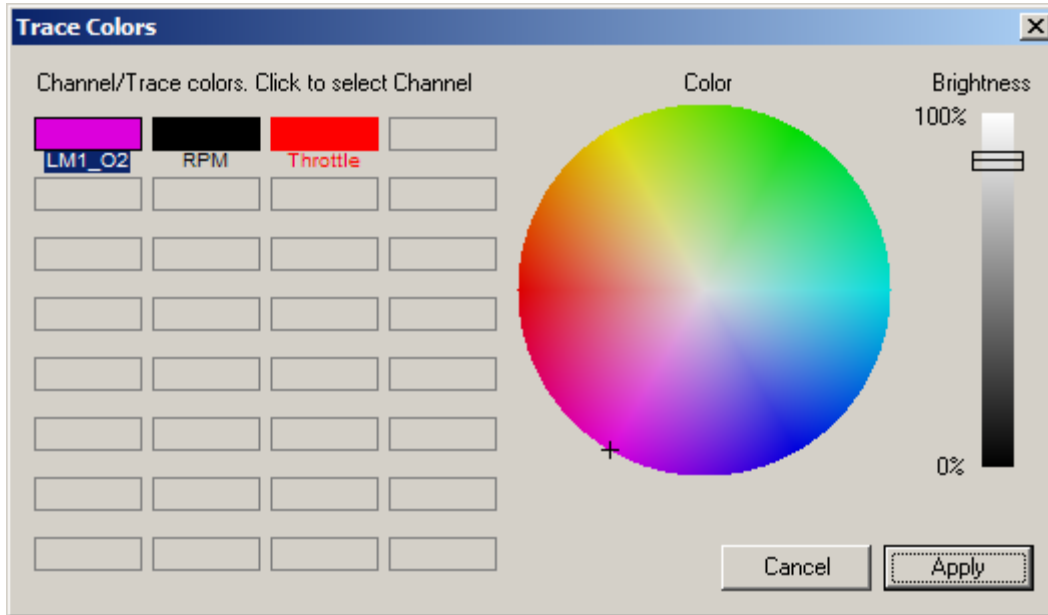 Trace Colors
Channel/Trace colors. Click to select Channel
Color
Brightness
100%
LM1_O2
RPM
Throttle
0%
Cancel
Apply